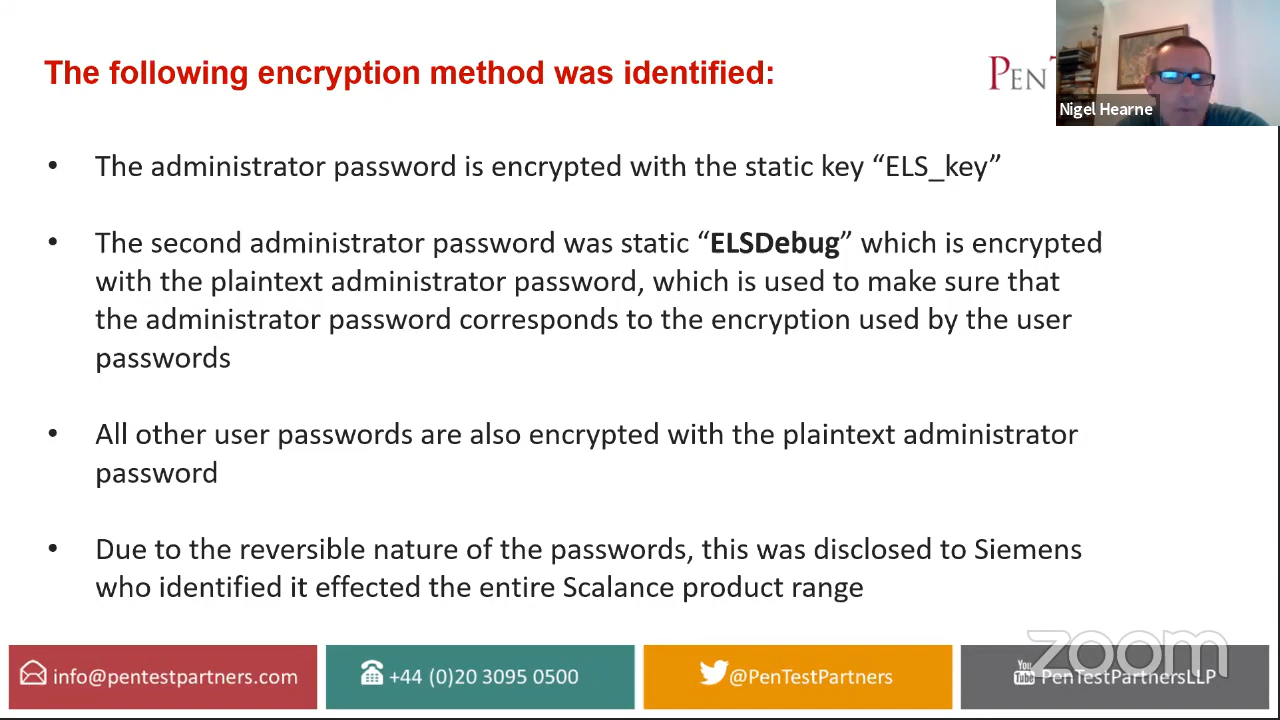 The following encryption method was identified:
PEN
Nigel Hearne
• The administrator password is encrypted with the static key “ELS_key”
• The second administrator password was static “ELSDebug” which is encrypted
with the plaintext administrator password, which is used to make sure that
the administrator password corresponds to the encryption used by the user
passwords
• All other user passwords are also encrypted with the plaintext administrator
password
• Due to the reversible nature of the passwords, this was disclosed to Siemens
who identified it effected the entire Scalance product range
zoom
info@pentestpartners.com
+44 (0)20 3095 0500
@PenTestPartners
You
Tube
PenTestPartnersLLP